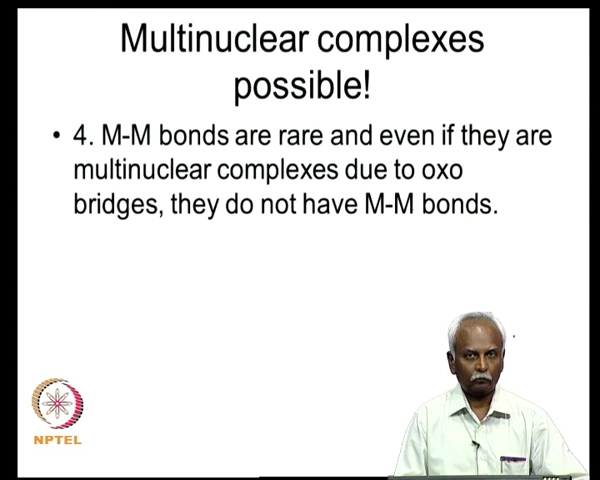 Multinuclear complexes
possible!
• 4. M-M bonds are rare and even if they are
multinuclear complexes due to oxo
bridges, they do not have M-M bonds.
NPTEL